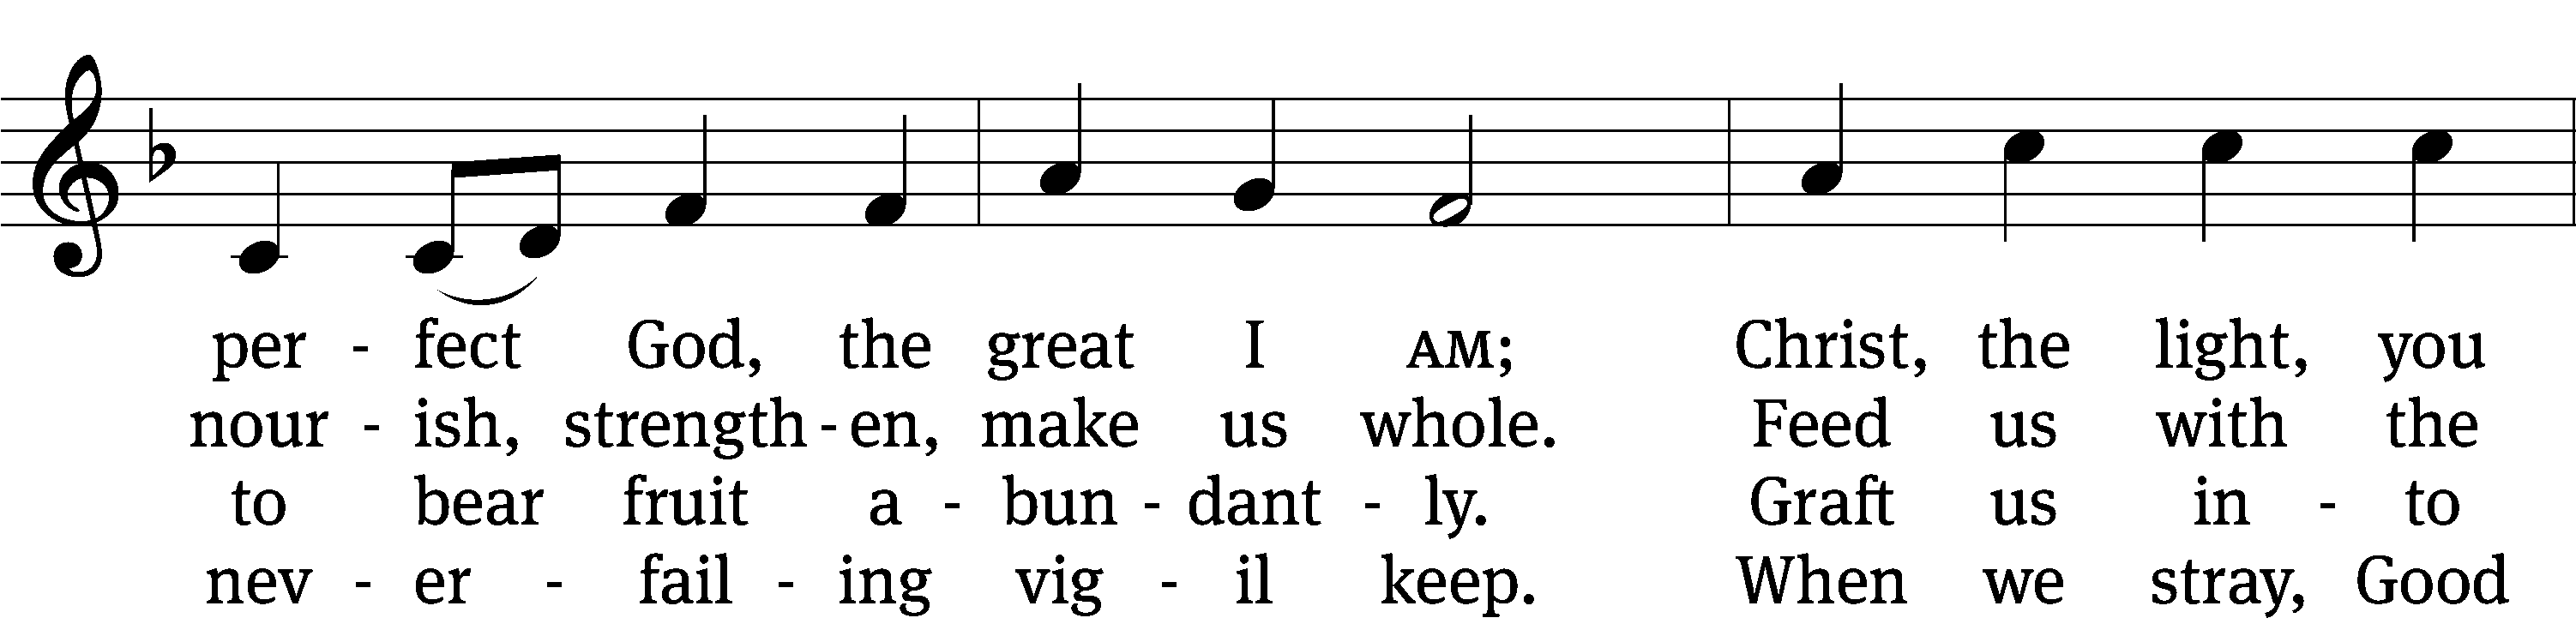 per - fect God, the great I AM; Christ, the light, you
nour - ish, strength - en, make us whole. Feed us with the
to bear fruit a - bun - dant - ly. Graft us in - to
nev - er - fail - ing vig - il keep. When we stray, Good